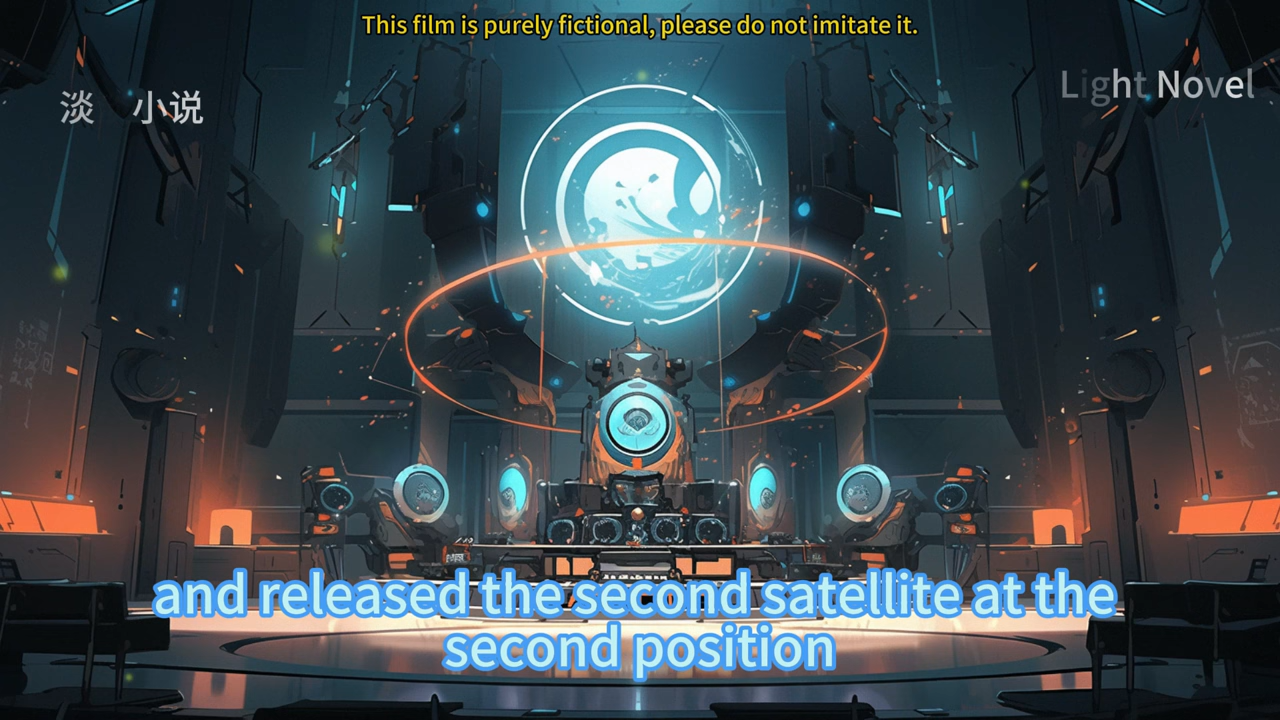 This film is purely fictional, please do not imitate it.
淡 小说
Light Novel
and released the second satellite at the
second position